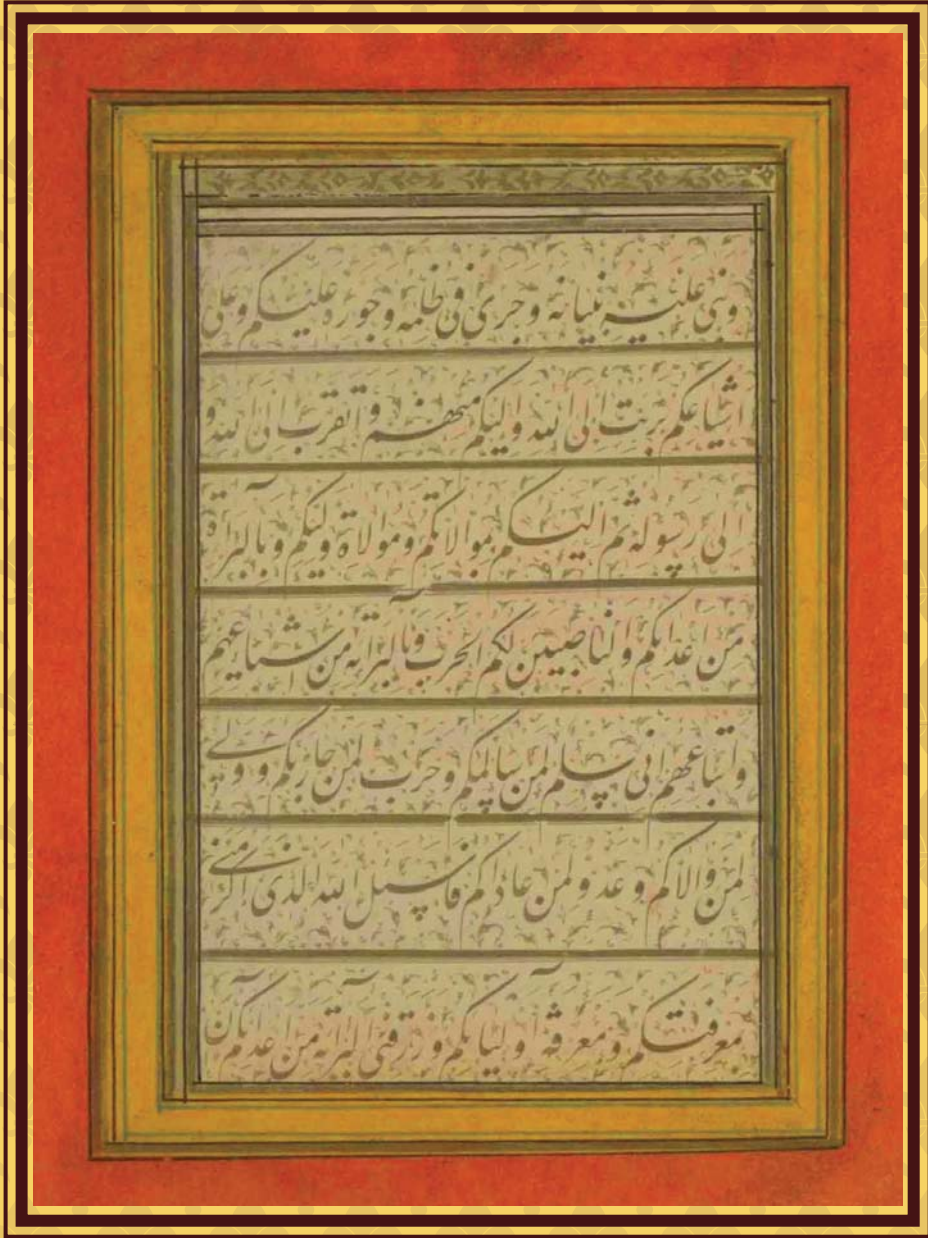 وبنی علیه بنیانه وجری فی ظلمه وجوره علیکم وعلی
اشیاعکم برئت الی الله والیکم منهم واتقرب الی الله و
الی رسوله ثم الیکم بموالاتکم وموالاة ولیکم وبالبرآءة
من اعدائکم والناصبین لکم الحرب وبالبرآءة من اشیاعهم
واتباعهم انی سلم لمن سالمکم وحرب لمن حاربکم وولی
لمن والاکم وعدو لمن عاداکم فاسئل الله الذی اکرمنی
بمعرفتکم ومعرفة اولیائکم ورزقنی البرآئة من اعدائکم ان